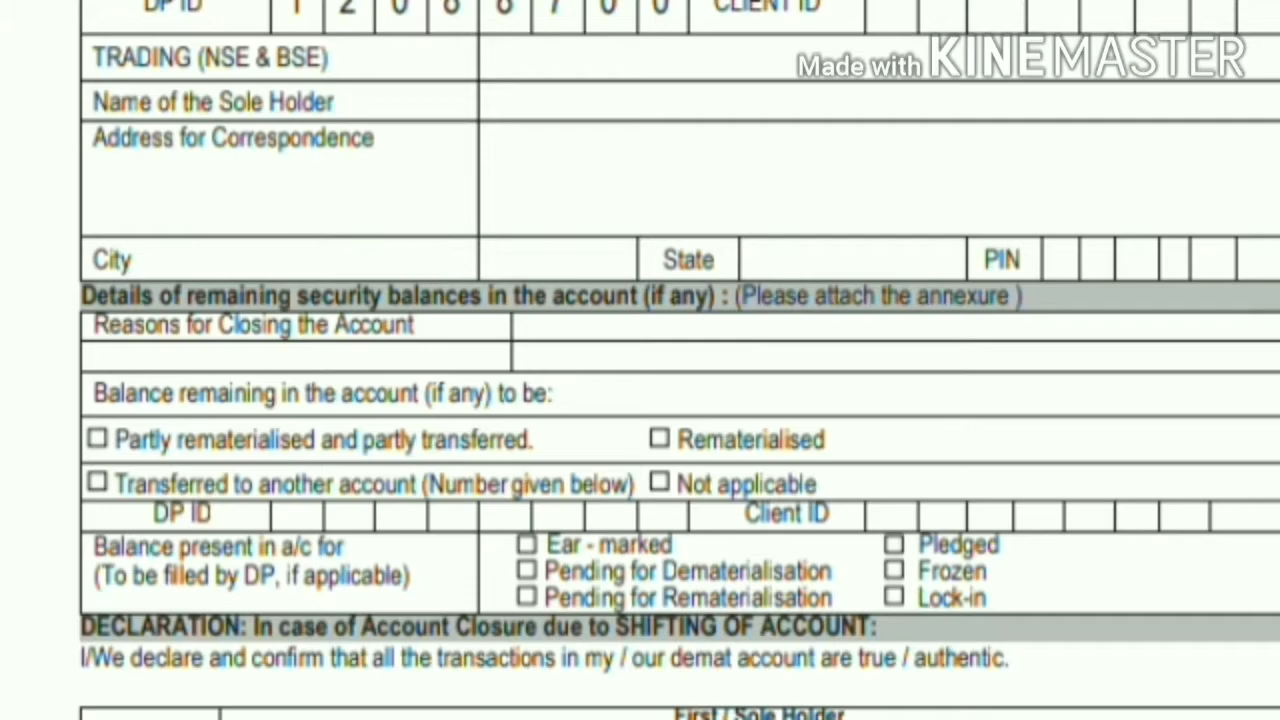 DP ID 1 2 0 8 8 7 0 0 CLIENT ID
TRADING (NSE & BSE)
Made with KINEMASTER
Name of the Sole Holder
Address for Correspondence
City State PIN
Details of remaining security balances in the account (if any) : (Please attach the annexure )
Reasons for Closing the Account
Balance remaining in the account (if any) to be:
Partly rematerialised and partly transferred. Rematerialised
Transferred to another account (Number given below) Not applicable
DP ID Client ID
Balance present in a/c for Ear - marked Pledged
(To be filled by DP, if applicable) Pending for Dematerialisation Frozen
Pending for Rematerialisation Lock-in
DECLARATION: In case of Account Closure due to SHIFTING OF ACCOUNT:
I/We declare and confirm that all the transactions in my / our demat account are true / authentic.
First / Sole Holder